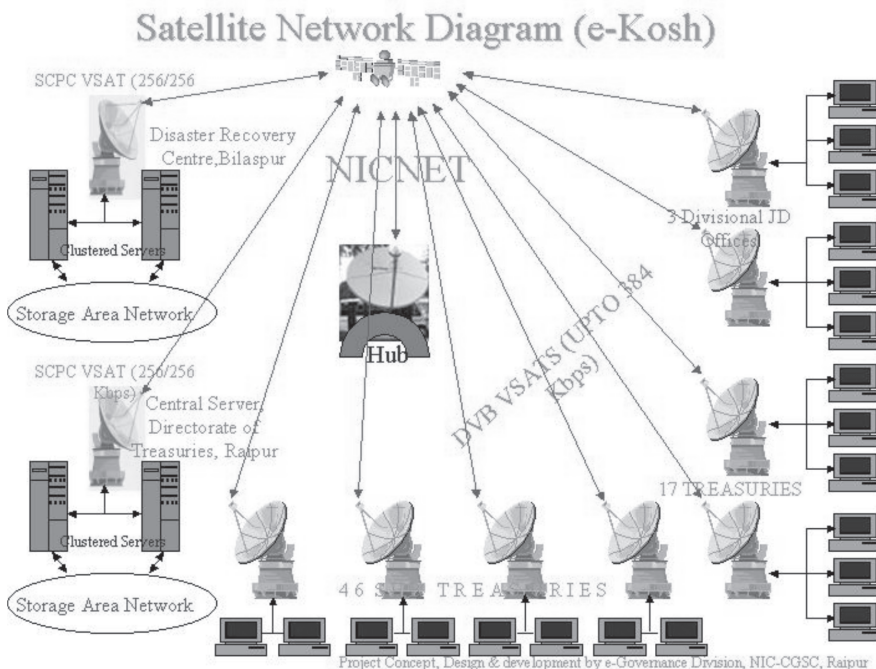 Satellite Network Diagram (e-Kosh)
SCPC VSAT (256/256
Disaster Recovery
Centre,Bilaspur
NICNET
Clustered Servers
Storage Area Network
3 Divisional JD
Offices
Hub
DVB VSATS (UPTO 384
Kbps)
SCPC VSAT (256/256
Kbps)
Central Server,
Directorate of
Treasuries, Raipur
Clustered Servers
Storage Area Network
17 TREASURIES
46 SUB TREASURIES
Project Concept, Design & development by e-Governance Division, NIC-CGSC, Raipur